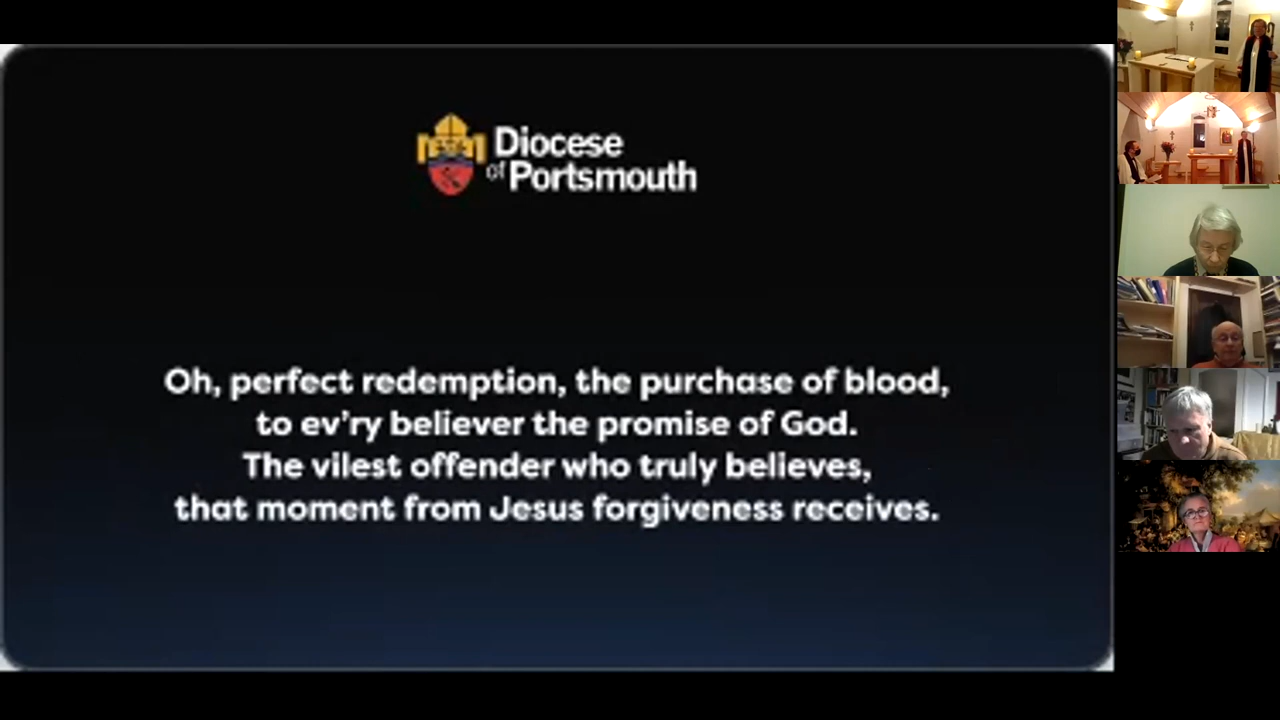 Diocese
of Portsmouth
Oh, perfect redemption, the purchase of blood,
to ev'ry believer the promise of God.
The vilest offender who truly believes,
that moment from Jesus forgiveness receives.